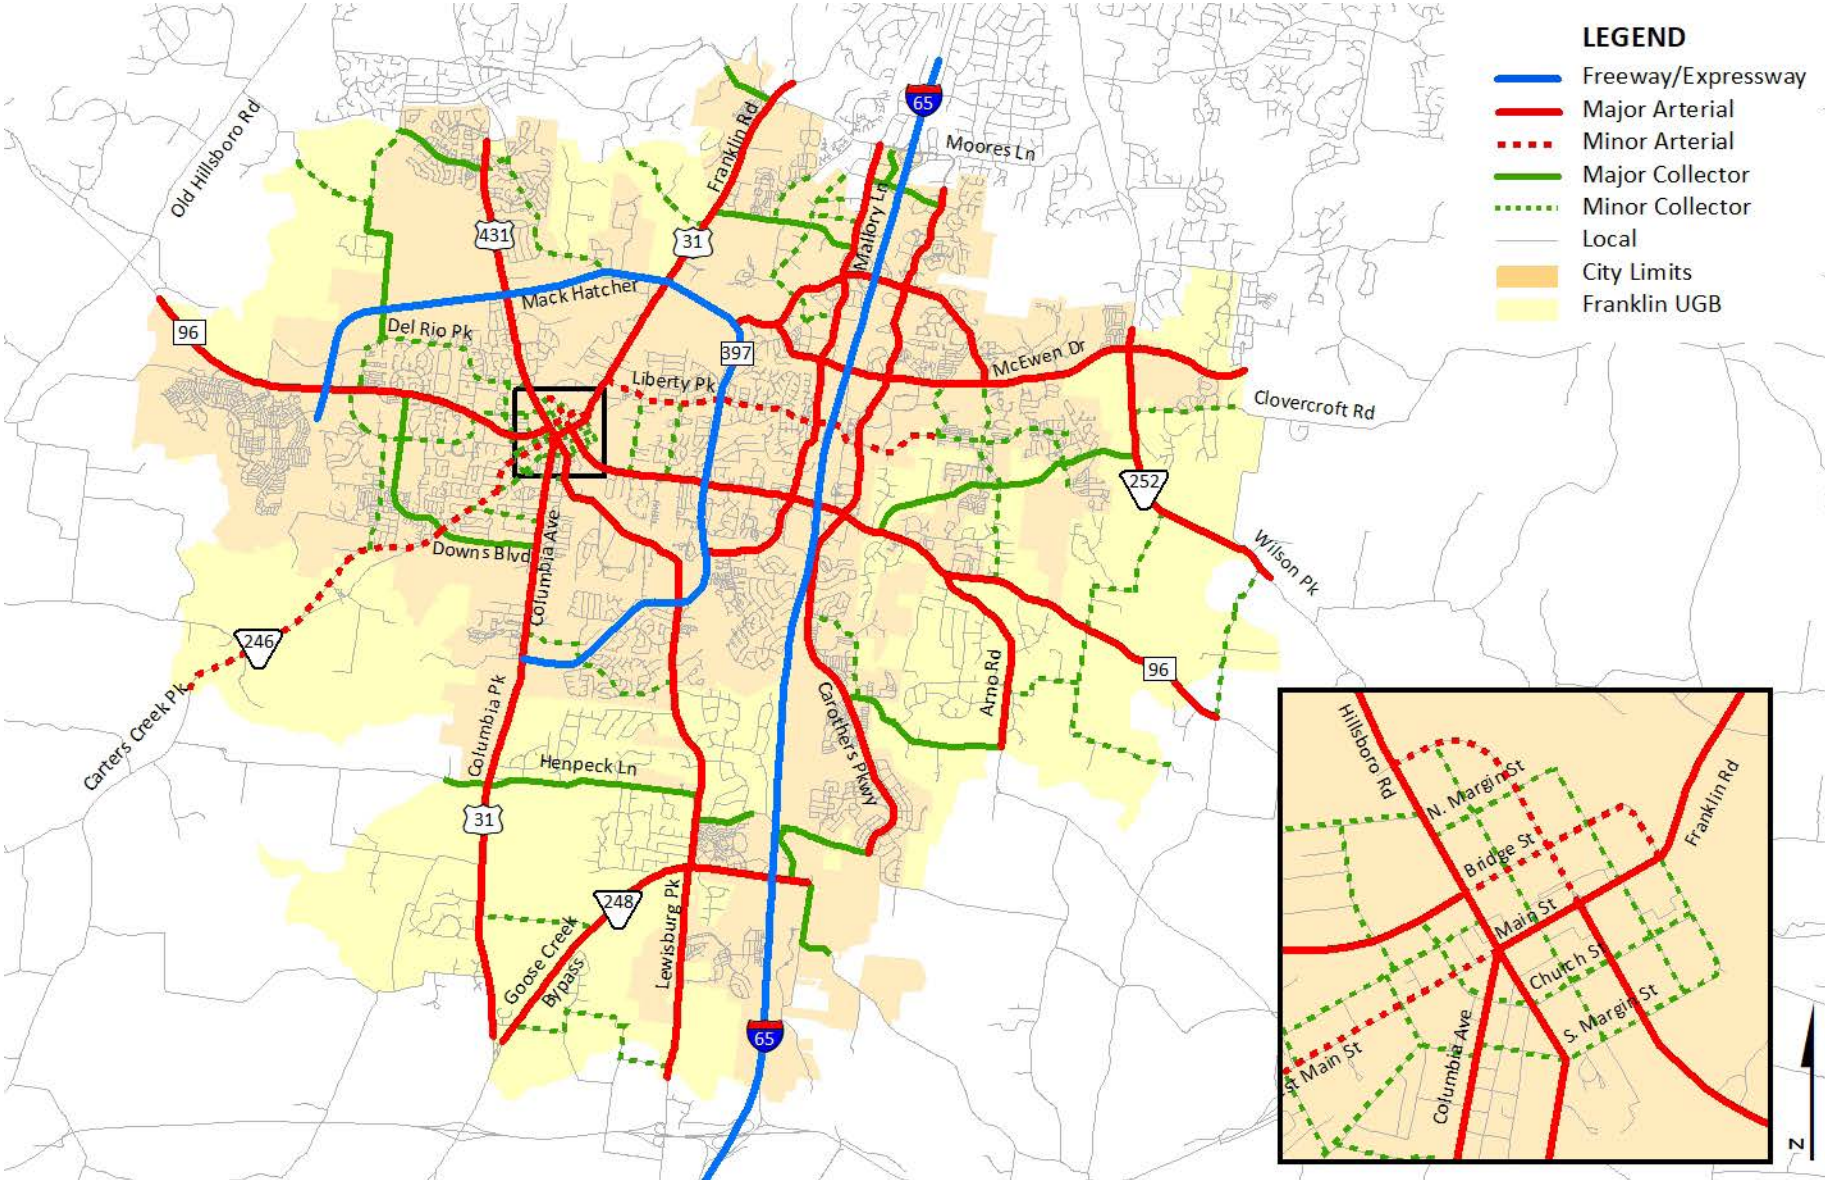 LEGEND
Freeway/Expressway
Major Arterial
Minor Arterial
Major Collector
Minor Collector
Local
City Limits
Franklin UGB
65
Moores Ln
Franklin Rd
Old Hillsboro Rd
431
31
Mallory Ln
Mack Hatcher
96
Del Rio Pk
397
McEwen Dr
Liberty Pk
Clovercroft Rd
252
Columbia Ave
Downs Blvd
Wilson Pk
246
96
Arno Rd
Carters Creek Pk
Columbia Pk
Carothers Pkwy
Henpeck Ln
31
248
Goose Creek
Bypass
Lewisburg Pk
65
Hillsboro Rd
N. Margin St
Franklin Rd
Bridge St
Main St
Church St
S. Margin St
st Main St
Columbia Ave
N